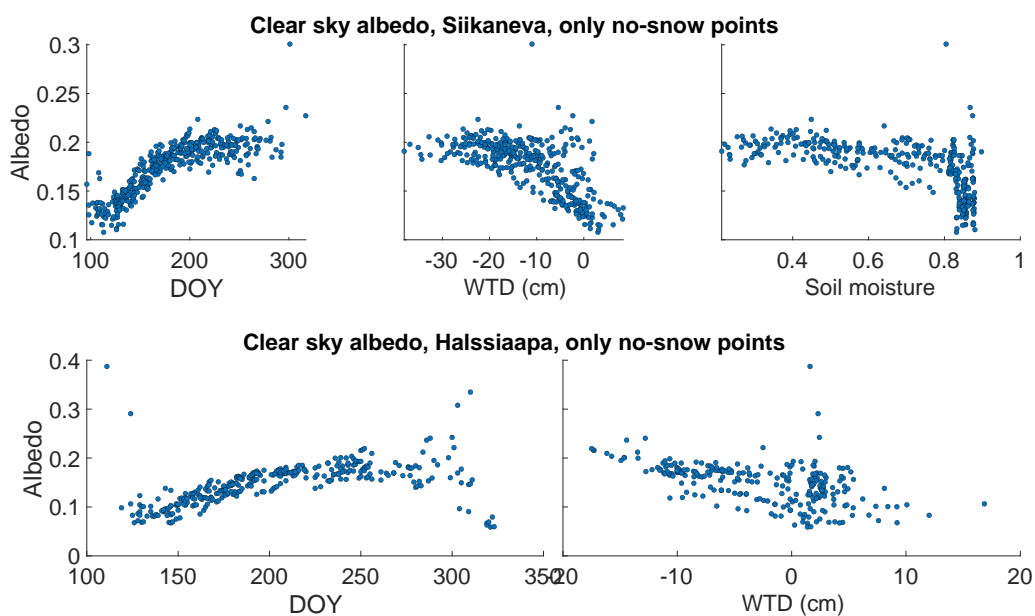 Clear sky albedo, Siikaneva, only no-snow points
0.3
0.25
0.2
0.15
0.1
Albedo
100 200 300
DOY
-30 -20 -10 0
WTD (cm)
0.4 0.6 0.8 1
Soil moisture
Clear sky albedo, Halssiaapa, only no-snow points
0.4
0.3
0.2
0.1
0
Albedo
100 150 200 250 300 350
DOY
-20 -10 0 10 20
WTD (cm)